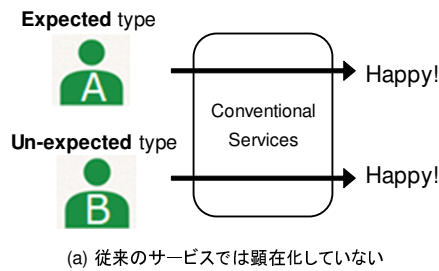 Expected type
A
Happy!
Conventional
Services
Un-expected type
B
Happy!
(a) 従来のサービスでは顕在化していない